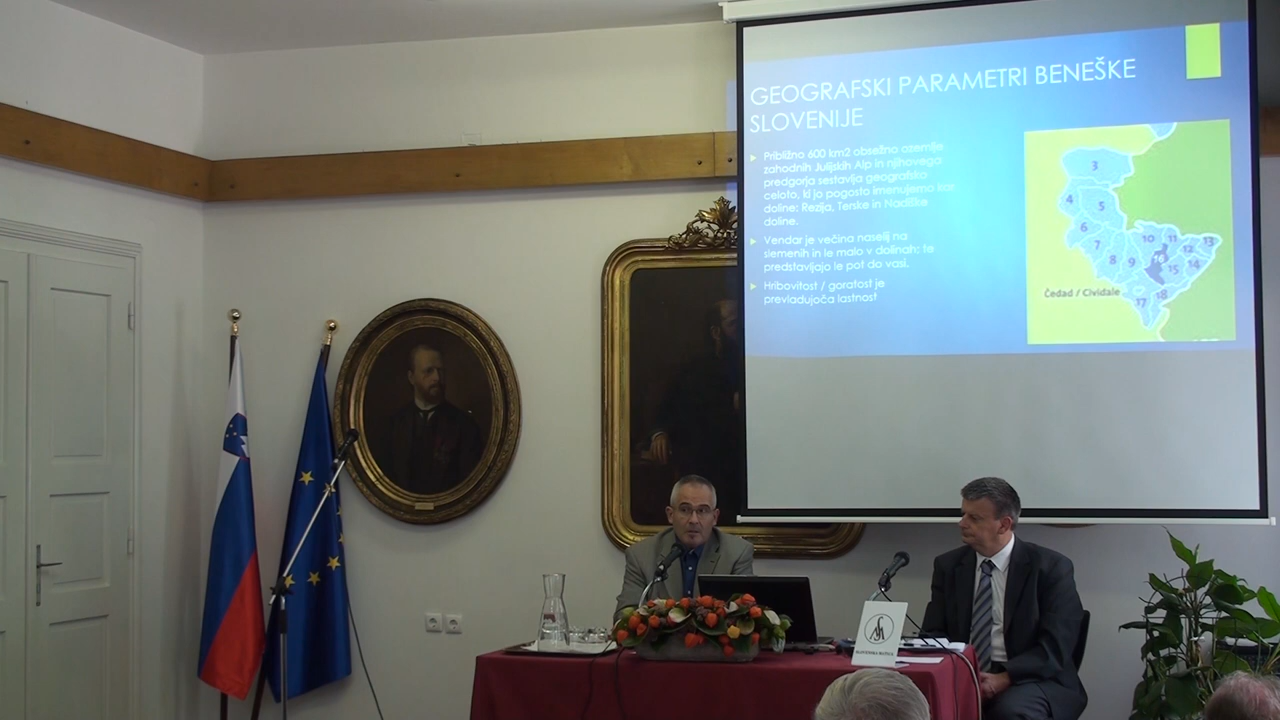 GEOGRAFSKI PARAMETRI BENEŠKE
SLOVENIJE
Približno 600 km2 obsežno ozemlje
zahodnih Julijskih Alp in njihovega
predgorja sestavlja geografsko
celoto, ki jo pogosto imenujemo kar
doline: Rezija, Terske in Nadiške
doline.
Vendar je večina naselij na
slemenih in le malo v dolinah; te
predstavljajo le pot do vasi.
Hribovitost / goratost je
prevladujoča lastnost
3
4 5
6
7
8 9
10 11 12 13
16 15 14
17 18
Čedad / Cividale
SLOVENSKA MATICA